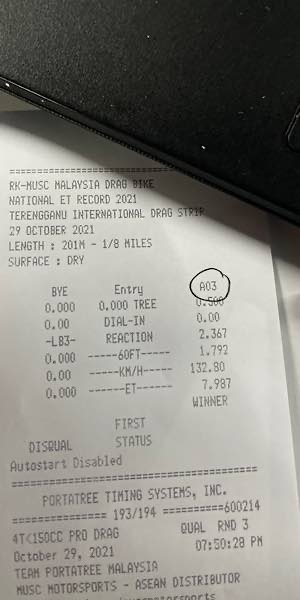 ===================================
RK-MUSC MALAYSIA DRAG BIKE
NATIONAL ET RECORD 2021
TERENGGANU INTERNATIONAL DRAG STRIP
29 OCTOBER 2021
LENGTH : 201M - 1/8 MILES
SURFACE : DRY
BYE Entry A03
0.000 0.000 TREE 0.500
0.00 DIAL-IN 0.00
-LB3- REACTION 2.367
0.000 ------60FT------ 1.792
0.00 ------KM/H------ 132.80
0.000 ------ET------ 7.987
WINNER
FIRST
DISQUAL STATUS
Autostart Disabled
===================================
PORTATREE TIMING SYSTEMS, INC.
============== 193/194 ==========600214
4T<150CC PRO DRAG QUAL RND 3
October 29, 2021 07:50:28 PM
TEAM PORTATREE MALAYSIA
MUSC MOTORSPORTS - ASEAN DISTRIBUTOR